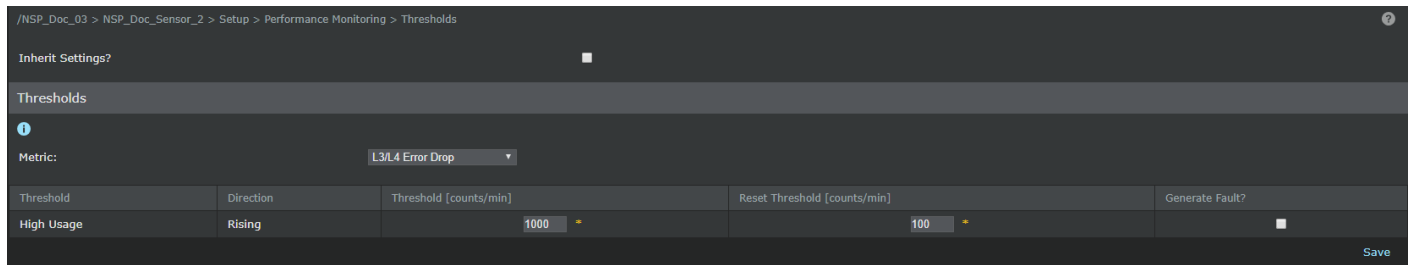 /NSP_Doc_03 > NSP_Doc_Sensor_2 > Setup > Performance Monitoring > Thresholds ?
Inherit Settings?
Thresholds
i
Metric: L3/L4 Error Drop
Threshold Direction Threshold [counts/min] Reset Threshold [counts/min] Generate Fault?
High Usage Rising 1000 * 100 *
Save